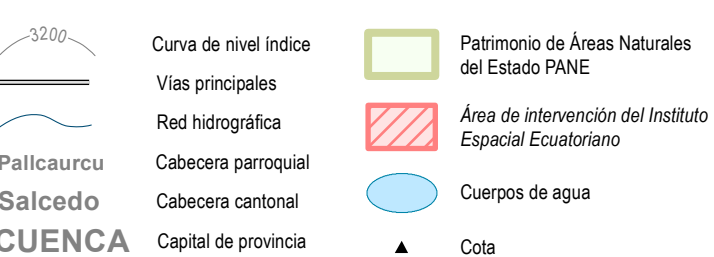 3200
Curva de nivel índice
Vías principales
Red hidrográfica
Pallcaurcu
Cabecera parroquial
Salcedo
Cabecera cantonal
CUENCA
Capital de provincia
Patrimonio de Áreas Naturales
del Estado PANE
Área de intervención del Instituto
Espacial Ecuatoriano
Cuerpos de agua
Cota